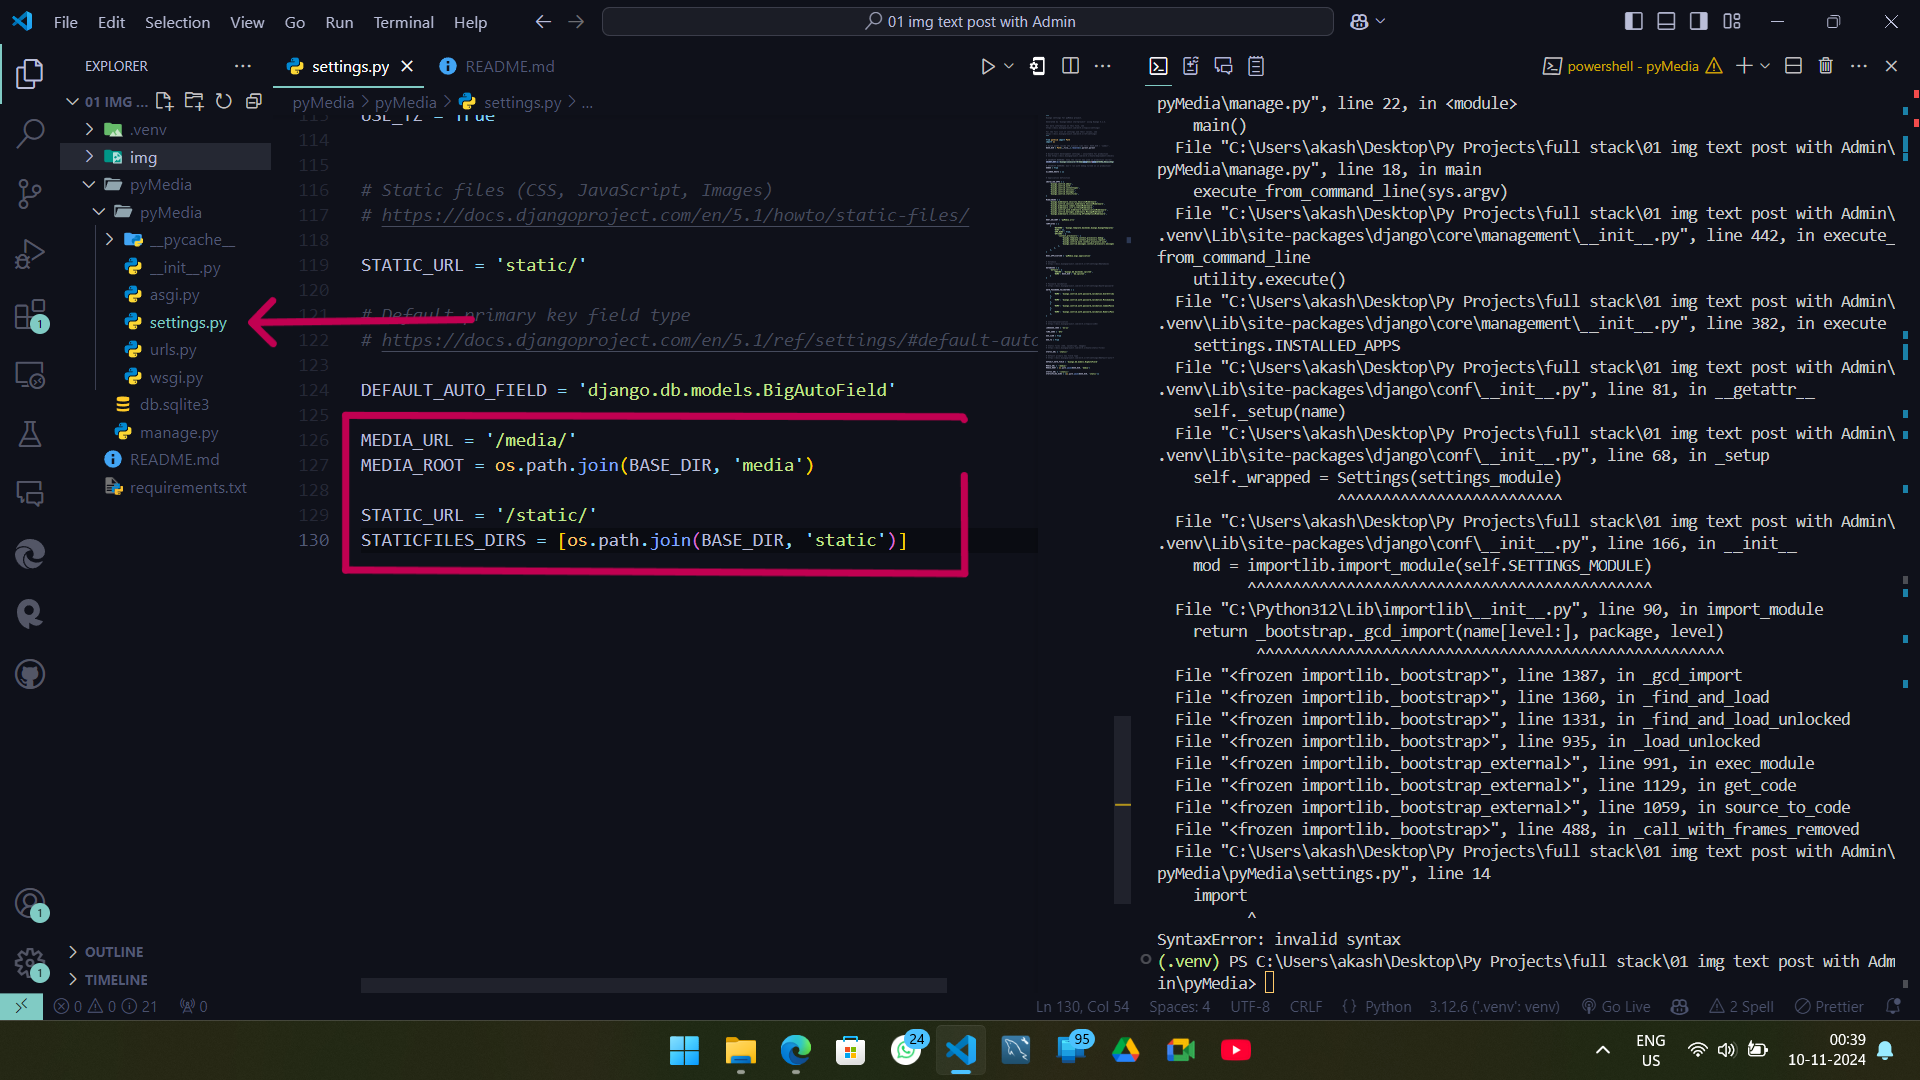 File Edit Selection View Go Run Terminal Help
01 img text post with Admin
EXPLORER
01 IMG ...
.venv
img
pyMedia
pyMedia
__pycache__
__init__.py
asgi.py
settings.py
urls.py
wsgi.py
db.sqlite3
manage.py
README.md
requirements.txt
OUTLINE
TIMELINE
settings.py
README.md
pyMedia > pyMedia > settings.py > ...
115 USE_TZ = True
114
115
116 # Static files (CSS, JavaScript, Images)
117 # https://docs.djangoproject.com/en/5.1/howto/static-files/
118
119 STATIC_URL = 'static/'
120
121 # Default primary key field type
122 # https://docs.djangoproject.com/en/5.1/ref/settings/#default-auto
123
124 DEFAULT_AUTO_FIELD = 'django.db.models.BigAutoField'
125
126 MEDIA_URL = '/media/'
127 MEDIA_ROOT = os.path.join(BASE_DIR, 'media')
128
129 STATIC_URL = '/static/'
130 STATICFILES_DIRS = [os.path.join(BASE_DIR, 'static')]
powershell - pyMedia
pyMedia\manage.py", line 22, in <module>
main()
File "C:\Users\akash\Desktop\Py Projects\full stack\01 img text post with Admin\
pyMedia\manage.py", line 18, in main
execute_from_command_line(sys.argv)
File "C:\Users\akash\Desktop\Py Projects\full stack\01 img text post with Admin\
.venv\Lib\site-packages\django\core\management\__init__.py", line 442, in execute_
from_command_line
utility.execute()
File "C:\Users\akash\Desktop\Py Projects\full stack\01 img text post with Admin\
.venv\Lib\site-packages\django\core\management\__init__.py", line 382, in execute
settings.INSTALLED_APPS
File "C:\Users\akash\Desktop\Py Projects\full stack\01 img text post with Admin\
.venv\Lib\site-packages\django\conf\__init__.py", line 81, in __getattr__
self._setup(name)
File "C:\Users\akash\Desktop\Py Projects\full stack\01 img text post with Admin\
.venv\Lib\site-packages\django\conf\__init__.py", line 68, in _setup
self._wrapped = Settings(settings_module)
^^^^^^^^^^^^^^^^^^^^^^^^^
File "C:\Users\akash\Desktop\Py Projects\full stack\01 img text post with Admin\
.venv\Lib\site-packages\django\conf\__init__.py", line 166, in __init__
mod = importlib.import_module(self.SETTINGS_MODULE)
^^^^^^^^^^^^^^^^^^^^^^^^^^^^^^^^^^^^^^^^^^^^^
File "C:\Python312\Lib\importlib\__init__.py", line 90, in import_module
return _bootstrap._gcd_import(name[level:], package, level)
^^^^^^^^^^^^^^^^^^^^^^^^^^^^^^^^^^^^^^^^^^^^^^^^^^^^
File "<frozen importlib._bootstrap>", line 1387, in _gcd_import
File "<frozen importlib._bootstrap>", line 1360, in _find_and_load
File "<frozen importlib._bootstrap>", line 1331, in _find_and_load_unlocked
File "<frozen importlib._bootstrap>", line 935, in _load_unlocked
File "<frozen importlib._bootstrap_external>", line 991, in exec_module
File "<frozen importlib._bootstrap_external>", line 1129, in get_code
File "<frozen importlib._bootstrap_external>", line 1059, in source_to_code
File "<frozen importlib._bootstrap>", line 488, in _call_with_frames_removed
File "C:\Users\akash\Desktop\Py Projects\full stack\01 img text post with Admin\
pyMedia\pyMedia\settings.py", line 14
import
^
SyntaxError: invalid syntax
(.venv) PS C:\Users\akash\Desktop\Py Projects\full stack\01 img text post with Adm
in\pyMedia>
1
1
1
0 0 21 0
Ln 130, Col 54 Spaces: 4 UTF-8 CRLF {} Python 3.12.6 ('.venv': venv) Go Live 2 Spell Prettier
24
95
ENG
US
00:39
10-11-2024